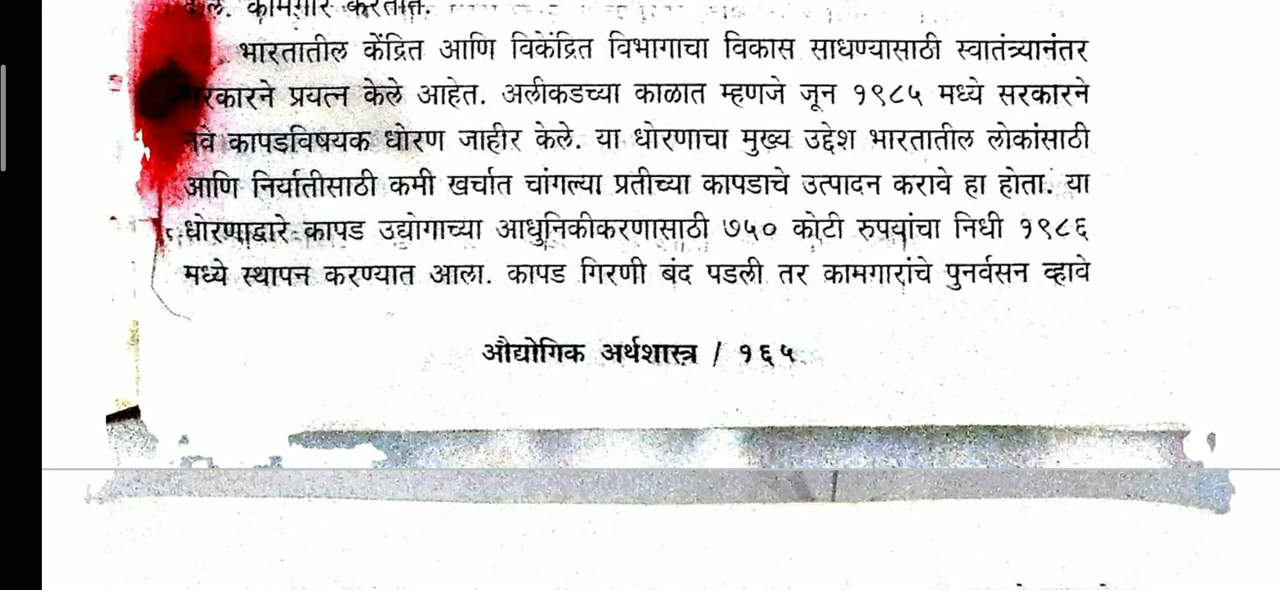 कामगार करतात.
भारतातील केंद्रित आणि विकेंद्रित विभागाचा विकास साधण्यासाठी स्वातंत्र्यानंतर
सरकारने प्रयत्न केले आहेत. अलीकडच्या काळात म्हणजे जून १९८५ मध्ये सरकारने
नवे कापडविषयक धोरण जाहीर केले. या धोरणाचा मुख्य उद्देश भारतातील लोकांसाठी
आणि निर्यातीसाठी कमी खर्चात चांगल्या प्रतीच्या कापडाचे उत्पादन करावे हा होता. या
धोरणाद्वारे कापड उद्योगाच्या आधुनिकीकरणासाठी ७५० कोटी रुपयांचा निधी १९८६
मध्ये स्थापन करण्यात आला. कापड गिरणी बंद पडली तर कामगारांचे पुनर्वसन व्हावे
औद्योगिक अर्थशास्त्र / १६५